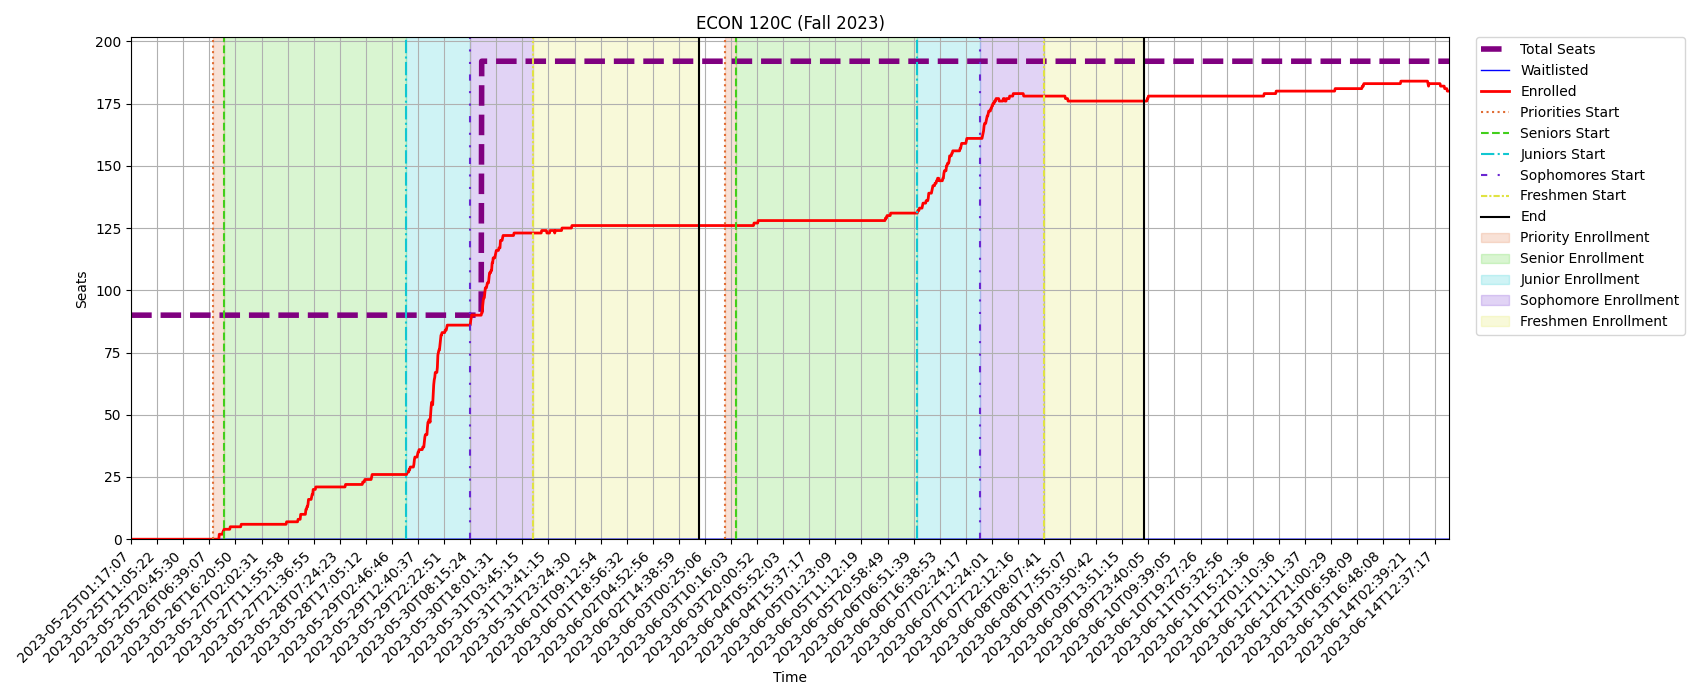 ECON 120C (Fall 2023)
Seats
200
175
150
125
100
75
50
25
0
2023-05-25T01:17:07
2023-05-25T11:05:22
2023-05-25T20:45:30
2023-05-26T06:39:07
2023-05-26T16:20:50
2023-05-27T02:02:31
2023-05-27T11:55:58
2023-05-27T21:36:55
2023-05-28T07:24:23
2023-05-28T17:05:12
2023-05-29T02:46:46
2023-05-29T12:40:37
2023-05-29T22:22:51
2023-05-30T08:15:24
2023-05-30T18:01:31
2023-05-31T03:45:15
2023-05-31T13:41:15
2023-05-31T23:24:30
2023-06-01T09:12:54
2023-06-01T18:56:32
2023-06-02T04:52:56
2023-06-02T14:38:59
2023-06-03T00:25:06
2023-06-03T10:16:03
2023-06-03T20:00:52
2023-06-04T05:52:03
2023-06-04T15:37:17
2023-06-05T01:23:09
2023-06-05T11:12:19
2023-06-05T20:58:49
2023-06-06T06:51:39
2023-06-06T16:38:53
2023-06-07T02:24:17
2023-06-07T12:24:01
2023-06-07T22:12:16
2023-06-08T08:07:41
2023-06-08T17:55:07
2023-06-09T03:50:42
2023-06-09T13:51:15
2023-06-09T23:40:05
2023-06-10T09:39:05
2023-06-10T19:27:26
2023-06-11T05:32:56
2023-06-11T15:21:36
2023-06-12T01:10:36
2023-06-12T11:11:37
2023-06-12T21:00:29
2023-06-13T06:58:09
2023-06-13T16:48:08
2023-06-14T02:39:21
2023-06-14T12:37:17
Time
Total Seats
Waitlisted
Enrolled
Priorities Start
Seniors Start
Juniors Start
Sophomores Start
Freshmen Start
End
Priority Enrollment
Senior Enrollment
Junior Enrollment
Sophomore Enrollment
Freshmen Enrollment